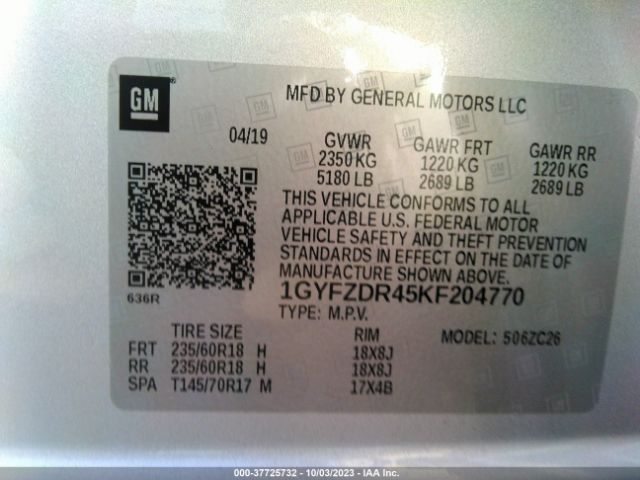 GM®
MFD BY GENERAL MOTORS LLC
04/19 GVWR GAWR FRT GAWR RR
2350 KG 1220 KG 1220 KG
5180 LB 2689 LB 2689 LB
THIS VEHICLE CONFORMS TO ALL
APPLICABLE U.S. FEDERAL MOTOR
VEHICLE SAFETY AND THEFT PREVENTION
STANDARDS IN EFFECT ON THE DATE OF
MANUFACTURE SHOWN ABOVE.
636R 1GYFZDR45KF204770
TYPE: M.P.V.
TIRE SIZE RIM MODEL: 506ZC26
FRT 235/60R18 H 18X8J
RR 235/60R18 H 18X8J
SPA T145/70R17 M 17X4B
000-37725732 - 10/03/2023 - IAA Inc.